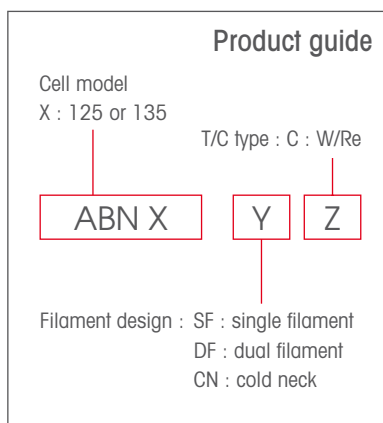 Product guide
Cell model
X : 125 or 135
T/C type : C : W/Re
ABN X Y Z
Filament design : SF : single filament
DF : dual filament
CN : cold neck